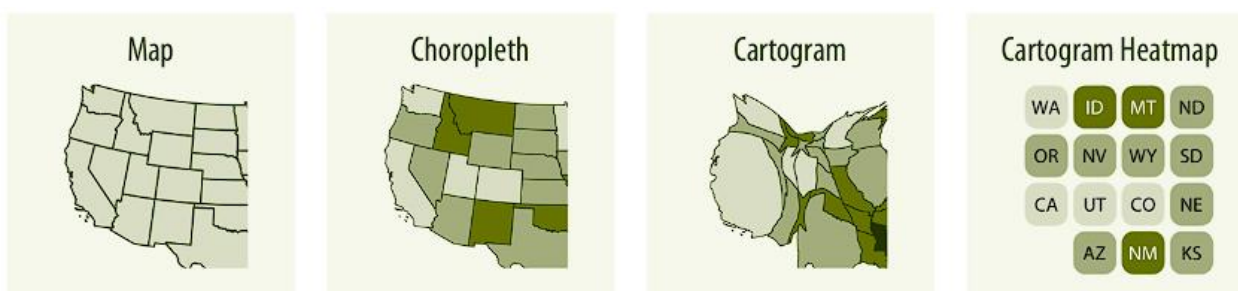 Map
Choropleth
Cartogram
Cartogram Heatmap
WA ID MT ND
OR NV WY SD
CA UT CO NE
AZ NM KS